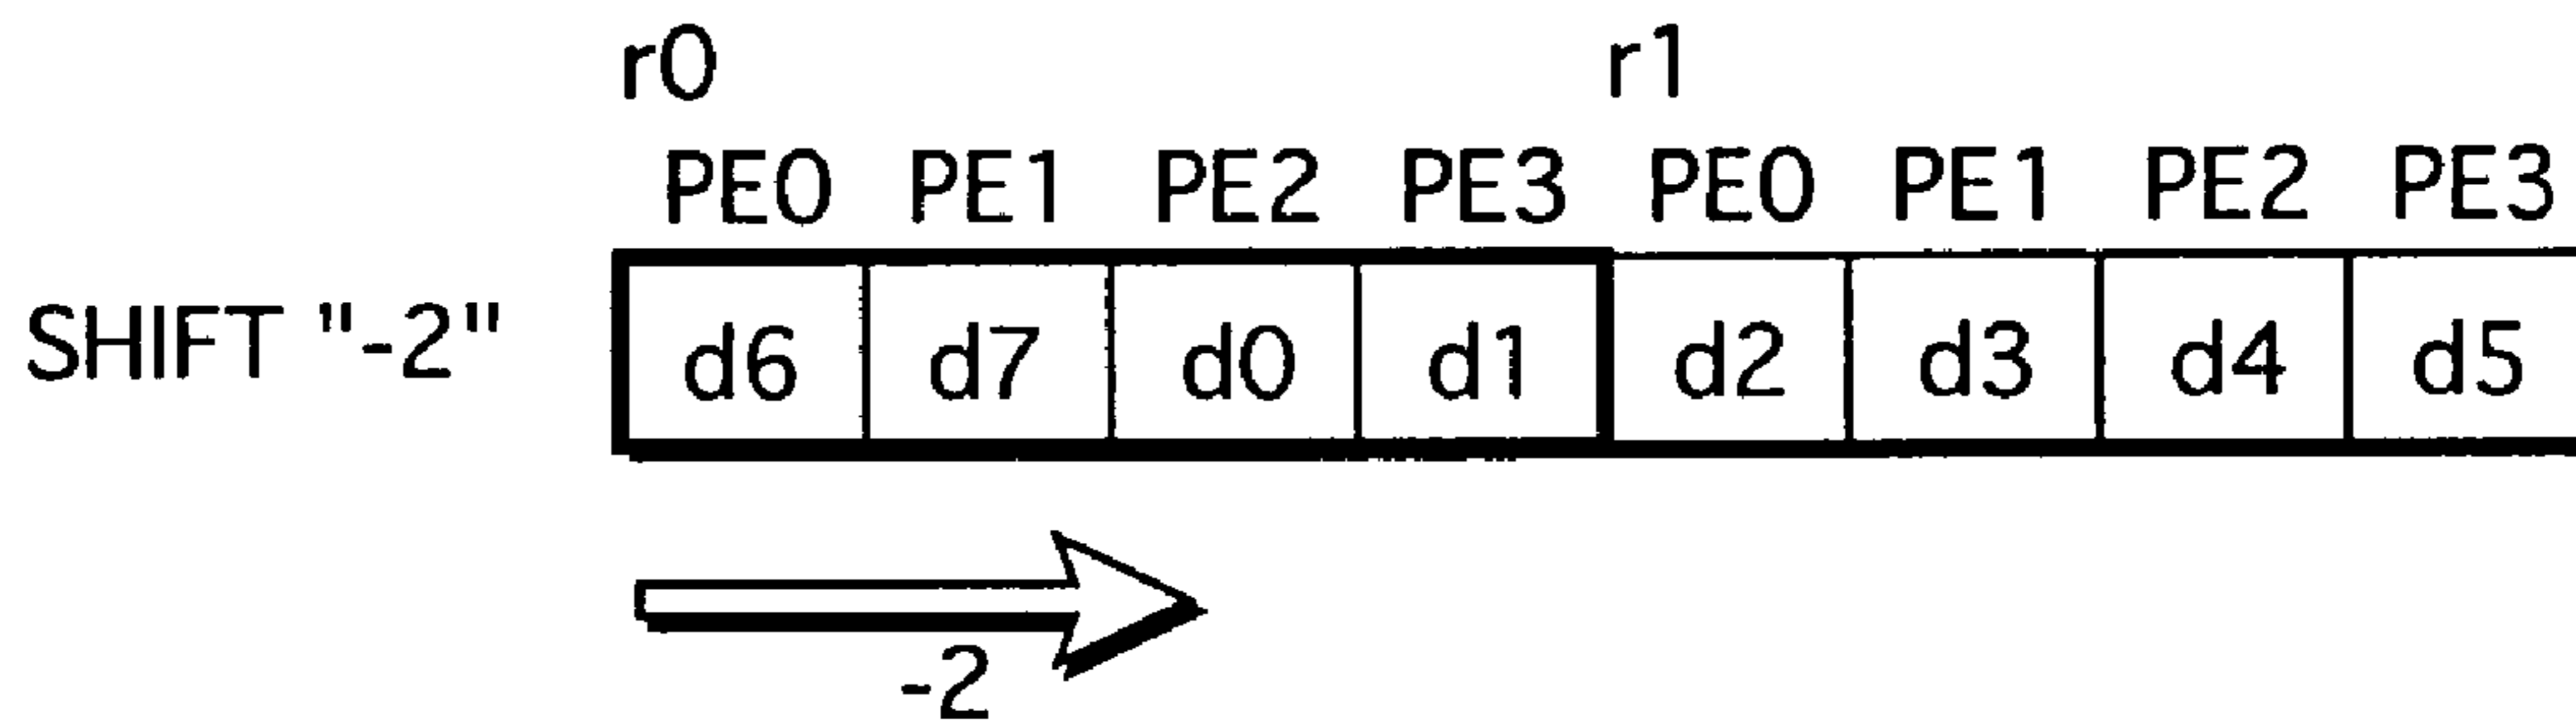 r0 r1
PE0 PE1 PE2 PE3 PE0 PE1 PE2 PE3
SHIFT "-2" d6 d7 d0 d1 d2 d3 d4 d5
-2